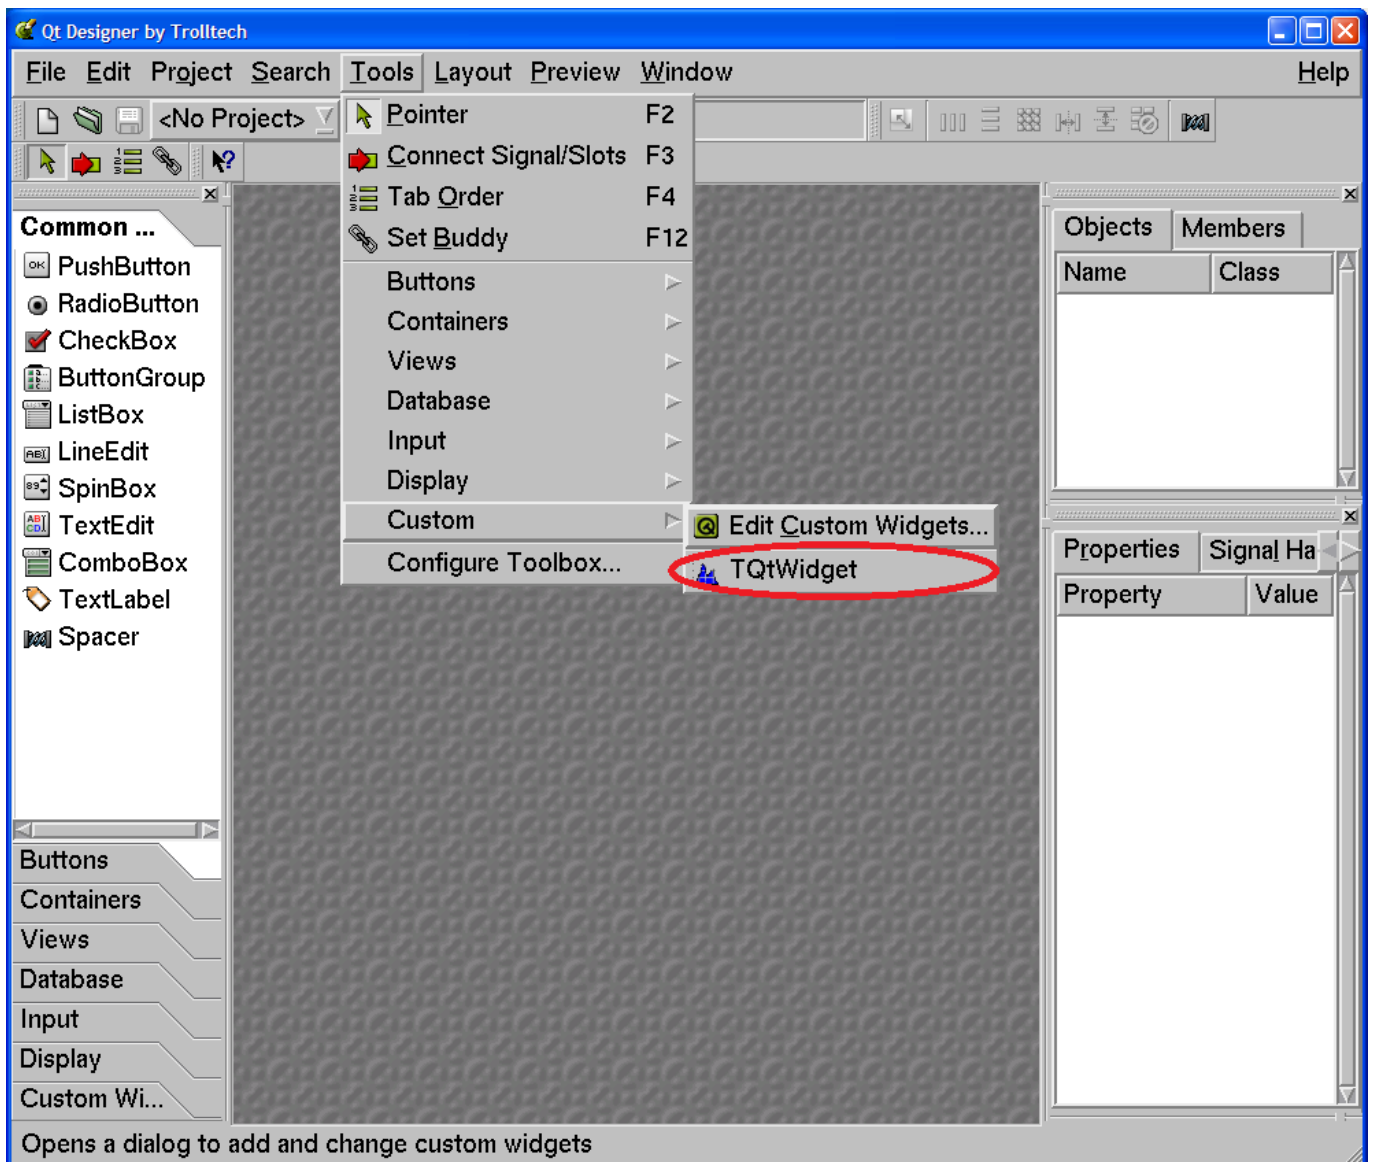 Qt Designer by Trolltech
File Edit Project Search Tools Layout Preview Window Help
<No Project>
Pointer F2
Connect Signal/Slots F3
Tab Order F4
Set Buddy F12
Buttons
Containers
Views
Database
Input
Display
Custom
Configure Toolbox...
Edit Custom Widgets...
TQtWidget
Common ...
PushButton
RadioButton
CheckBox
ButtonGroup
ListBox
LineEdit
SpinBox
TextEdit
ComboBox
TextLabel
Spacer
Buttons
Containers
Views
Database
Input
Display
Custom Wi...
Objects Members
Name Class
Properties Signal Ha
Property Value
Opens a dialog to add and change custom widgets